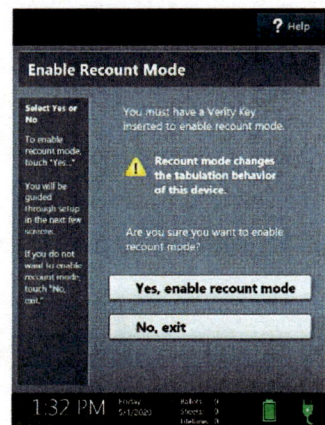 ? Help
Enable Recount Mode
Select Yes or
No
To enable
recount mode,
touch "Yes..."
You will be
guided
through setup
in the next few
screens.
If you do not
want to enable
recount mode,
touch "No,
exit."
You must have a Verity Key
inserted to enable recount mode.
Recount mode changes
the tabulation behavior
of this device.
Are you sure you want to enable
recount mode?
Yes, enable recount mode
No, exit
1:32 PM
Friday
Ballots: 0
Sheets: 0
Lifetime: 0